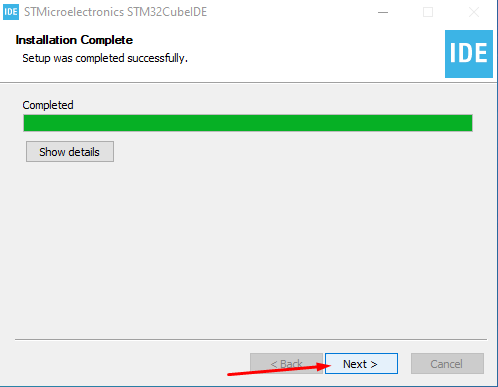 IDE STMicroelectronics STM32CubeIDE
Installation Complete
Setup was completed successfully.
IDE
Completed
Show details
< Back Next > Cancel